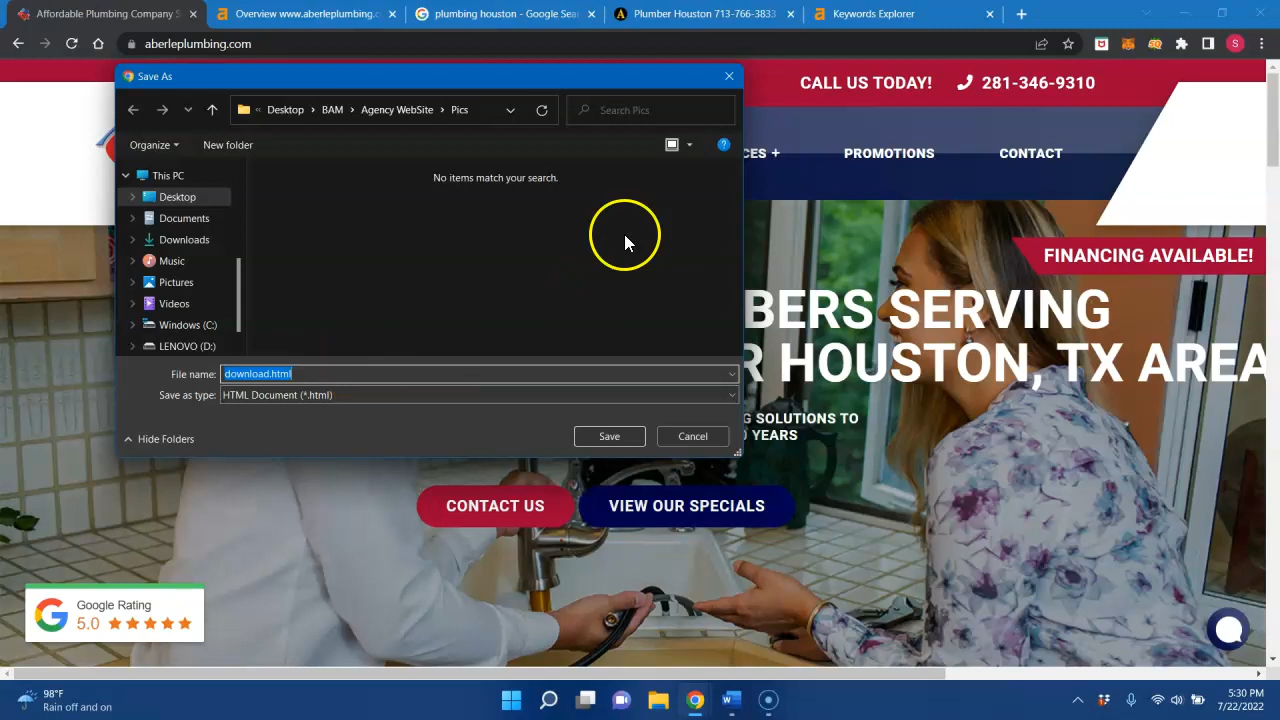 Affordable Plumbing Company S
Overview www.aberleplumbing.c
plumbing houston - Google Sear
Plumber Houston 713-766-3833
Keywords Explorer
aberleplumbing.com
S
Save As
« Desktop > BAM > Agency WebSite > Pics
Search Pics
Organize
New folder
No items match your search.
This PC
Desktop
Documents
Downloads
Music
Pictures
Videos
Windows (C:)
LENOVO (D:)
File name: download.html
Save as type: HTML Document (*.html)
Hide Folders
Save
Cancel
CALL US TODAY! 281-346-9310
CES +
PROMOTIONS
CONTACT
FINANCING AVAILABLE!
BERS SERVING
R HOUSTON, TX AREA
G SOLUTIONS TO
YEARS
CONTACT US
VIEW OUR SPECIALS
Google Rating
5.0
98°F
Rain off and on
5:30 PM
7/22/2022